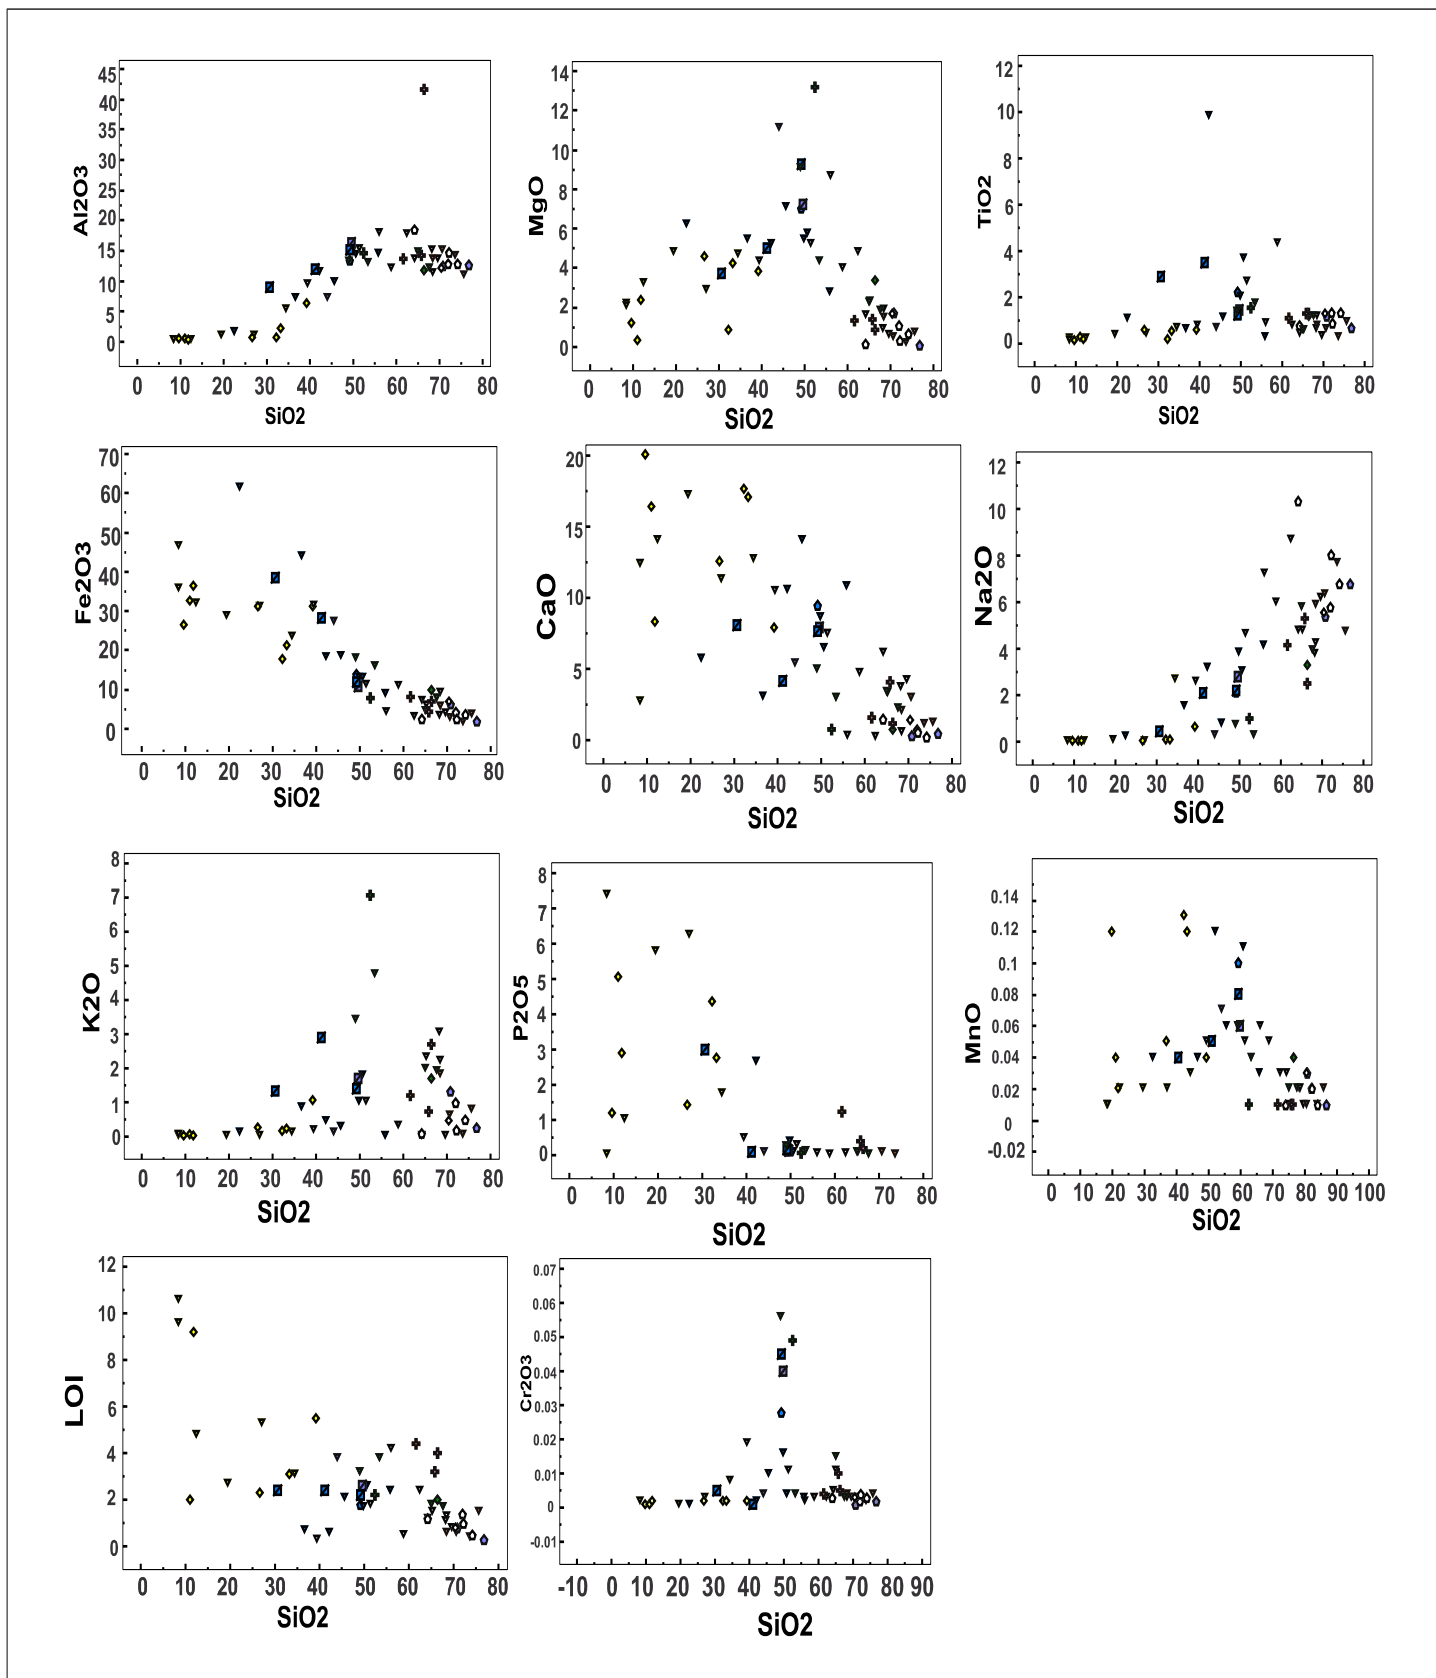 Al2O3
45
40
35
30
25
20
15
10
5
0
0 10 20 30 40 50 60 70 80
SiO2
MgO
14
12
10
8
6
4
2
0
0 10 20 30 40 50 60 70 80
SiO2
TiO2
12
10
8
6
4
2
0
0 10 20 30 40 50 60 70 80
SiO2
Fe2O3
70
60
50
40
30
20
10
0
0 10 20 30 40 50 60 70 80
SiO2
CaO
20
15
10
5
0
0 10 20 30 40 50 60 70 80
SiO2
Na2O
12
10
8
6
4
2
0
0 10 20 30 40 50 60 70 80
SiO2
K2O
8
7
6
5
4
3
2
1
0
0 10 20 30 40 50 60 70 80
SiO2
P2O5
8
7
6
5
4
3
2
1
0
0 10 20 30 40 50 60 70 80
SiO2
MnO
0.14
0.12
0.1
0.08
0.06
0.04
0.02
0
-0.02
0 10 20 30 40 50 60 70 80 90 100
SiO2
LOI
12
10
8
6
4
2
0
0 10 20 30 40 50 60 70 80
SiO2
Cr2O3
0.07
0.06
0.05
0.04
0.03
0.02
0.01
0
-0.01
-10 0 10 20 30 40 50 60 70 80 90
SiO2